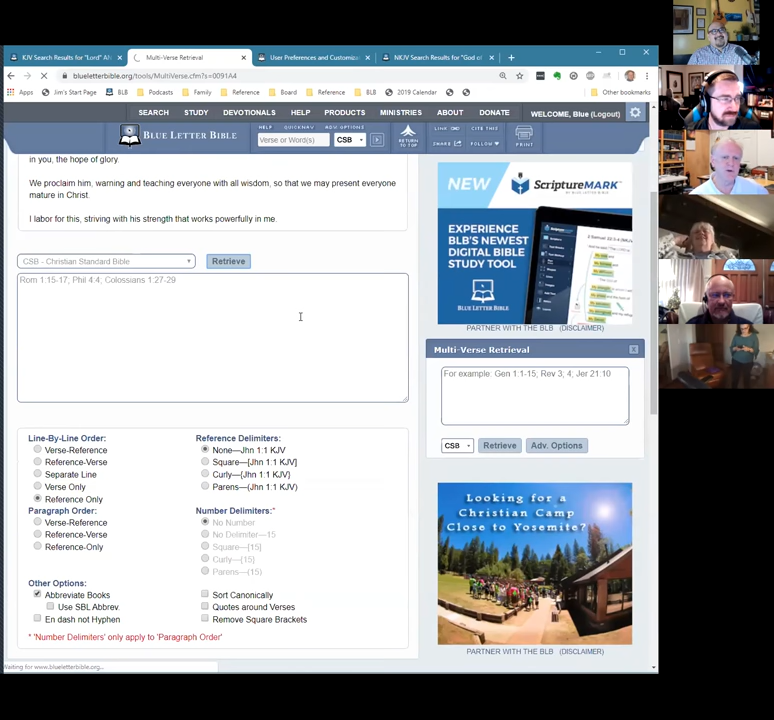 KJV Search Results for "Lord" AN
Multi-Verse Retrieval
User Preferences and Customiza
NKJV Search Results for "God of
blueletterbible.org/tools/MultiVerse.cfm?s=0091A4
Apps
Jim's Start Page
BLB
Podcasts
Family
Reference
Board
Reference
BLB
2019 Calendar
Other bookmarks
SEARCH STUDY DEVOTIONALS HELP PRODUCTS MINISTRIES ABOUT DONATE WELCOME, Blue (Logout)
BLUE LETTER BIBLE
HELP QUICKNAV ADV. OPTIONS
Verse or Word(s)
CSB
RETURN TO TOP
LINK
CITE THIS
SHARE
FOLLOW
PRINT
in you, the hope of glory.
We proclaim him, warning and teaching everyone with all wisdom, so that we may present everyone
mature in Christ.
I labor for this, striving with his strength that works powerfully in me.
CSB - Christian Standard Bible
Retrieve
Rom 1:15-17; Phil 4:4; Colossians 1:27-29
Line-By-Line Order:
Verse-Reference
Reference-Verse
Separate Line
Verse Only
Reference Only
Paragraph Order:
Verse-Reference
Reference-Verse
Reference-Only
Reference Delimiters:
None—Jhn 1:1 KJV
Square—[Jhn 1:1 KJV]
Curly—{Jhn 1:1 KJV}
Parens—(Jhn 1:1 KJV)
Number Delimiters:*
No Number
No Delimiter—15
Square—[15]
Curly—{15}
Parens—(15)
Other Options:
Abbreviate Books
Use SBL Abbrev.
En dash not Hyphen
Sort Canonically
Quotes around Verses
Remove Square Brackets
* 'Number Delimiters' only apply to 'Paragraph Order'
Waiting for www.blueletterbible.org...
NEW
ScriptureMARK
EXPERIENCE
BLB'S NEWEST
DIGITAL BIBLE
STUDY TOOL
BLUE LETTER BIBLE
PARTNER WITH THE BLB (DISCLAIMER)
Multi-Verse Retrieval
For example: Gen 1:1-15; Rev 3; 4; Jer 21:10
CSB
Retrieve
Adv. Options
Looking for a
Christian Camp
Close to Yosemite?
PARTNER WITH THE BLB (DISCLAIMER)